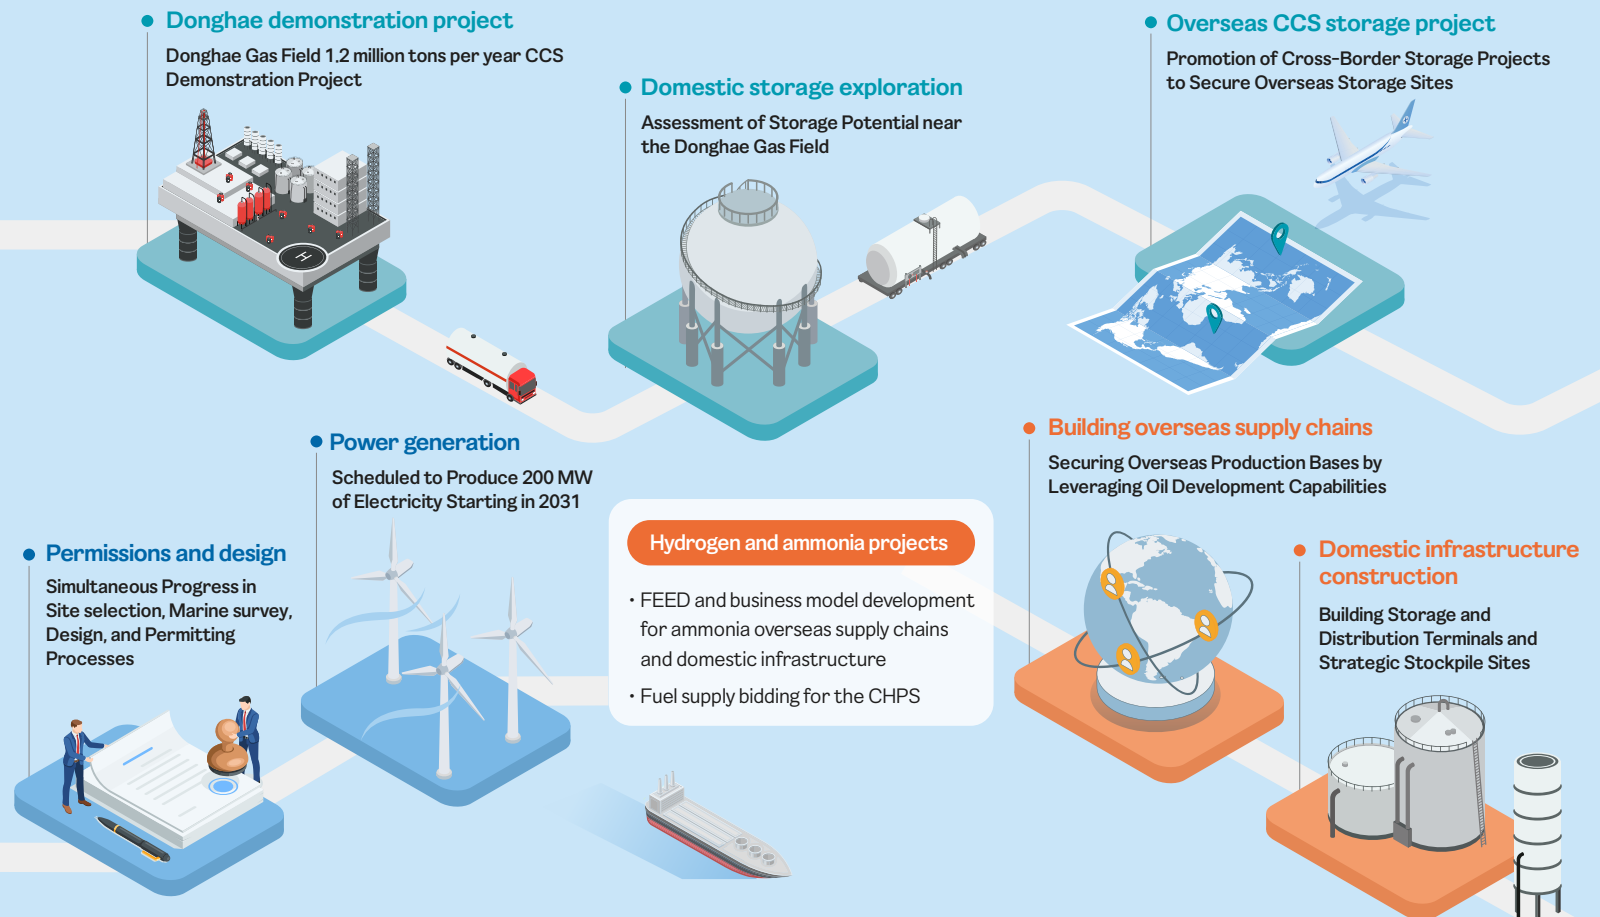 Donghae demonstration project
Donghae Gas Field 1.2 million tons per year CCS
Demonstration Project
Domestic storage exploration
Assessment of Storage Potential near
the Donghae Gas Field
Overseas CCS storage project
Promotion of Cross-Border Storage Projects
to Secure Overseas Storage Sites
H
Power generation
Scheduled to Produce 200 MW
of Electricity Starting in 2031
Permissions and design
Simultaneous Progress in
Site selection, Marine survey,
Design, and Permitting
Processes
Hydrogen and ammonia projects
• FEED and business model development
for ammonia overseas supply chains
and domestic infrastructure
• Fuel supply bidding for the CHPS
Building overseas supply chains
Securing Overseas Production Bases by
Leveraging Oil Development Capabilities
Domestic infrastructure
construction
Building Storage and
Distribution Terminals and
Strategic Stockpile Sites